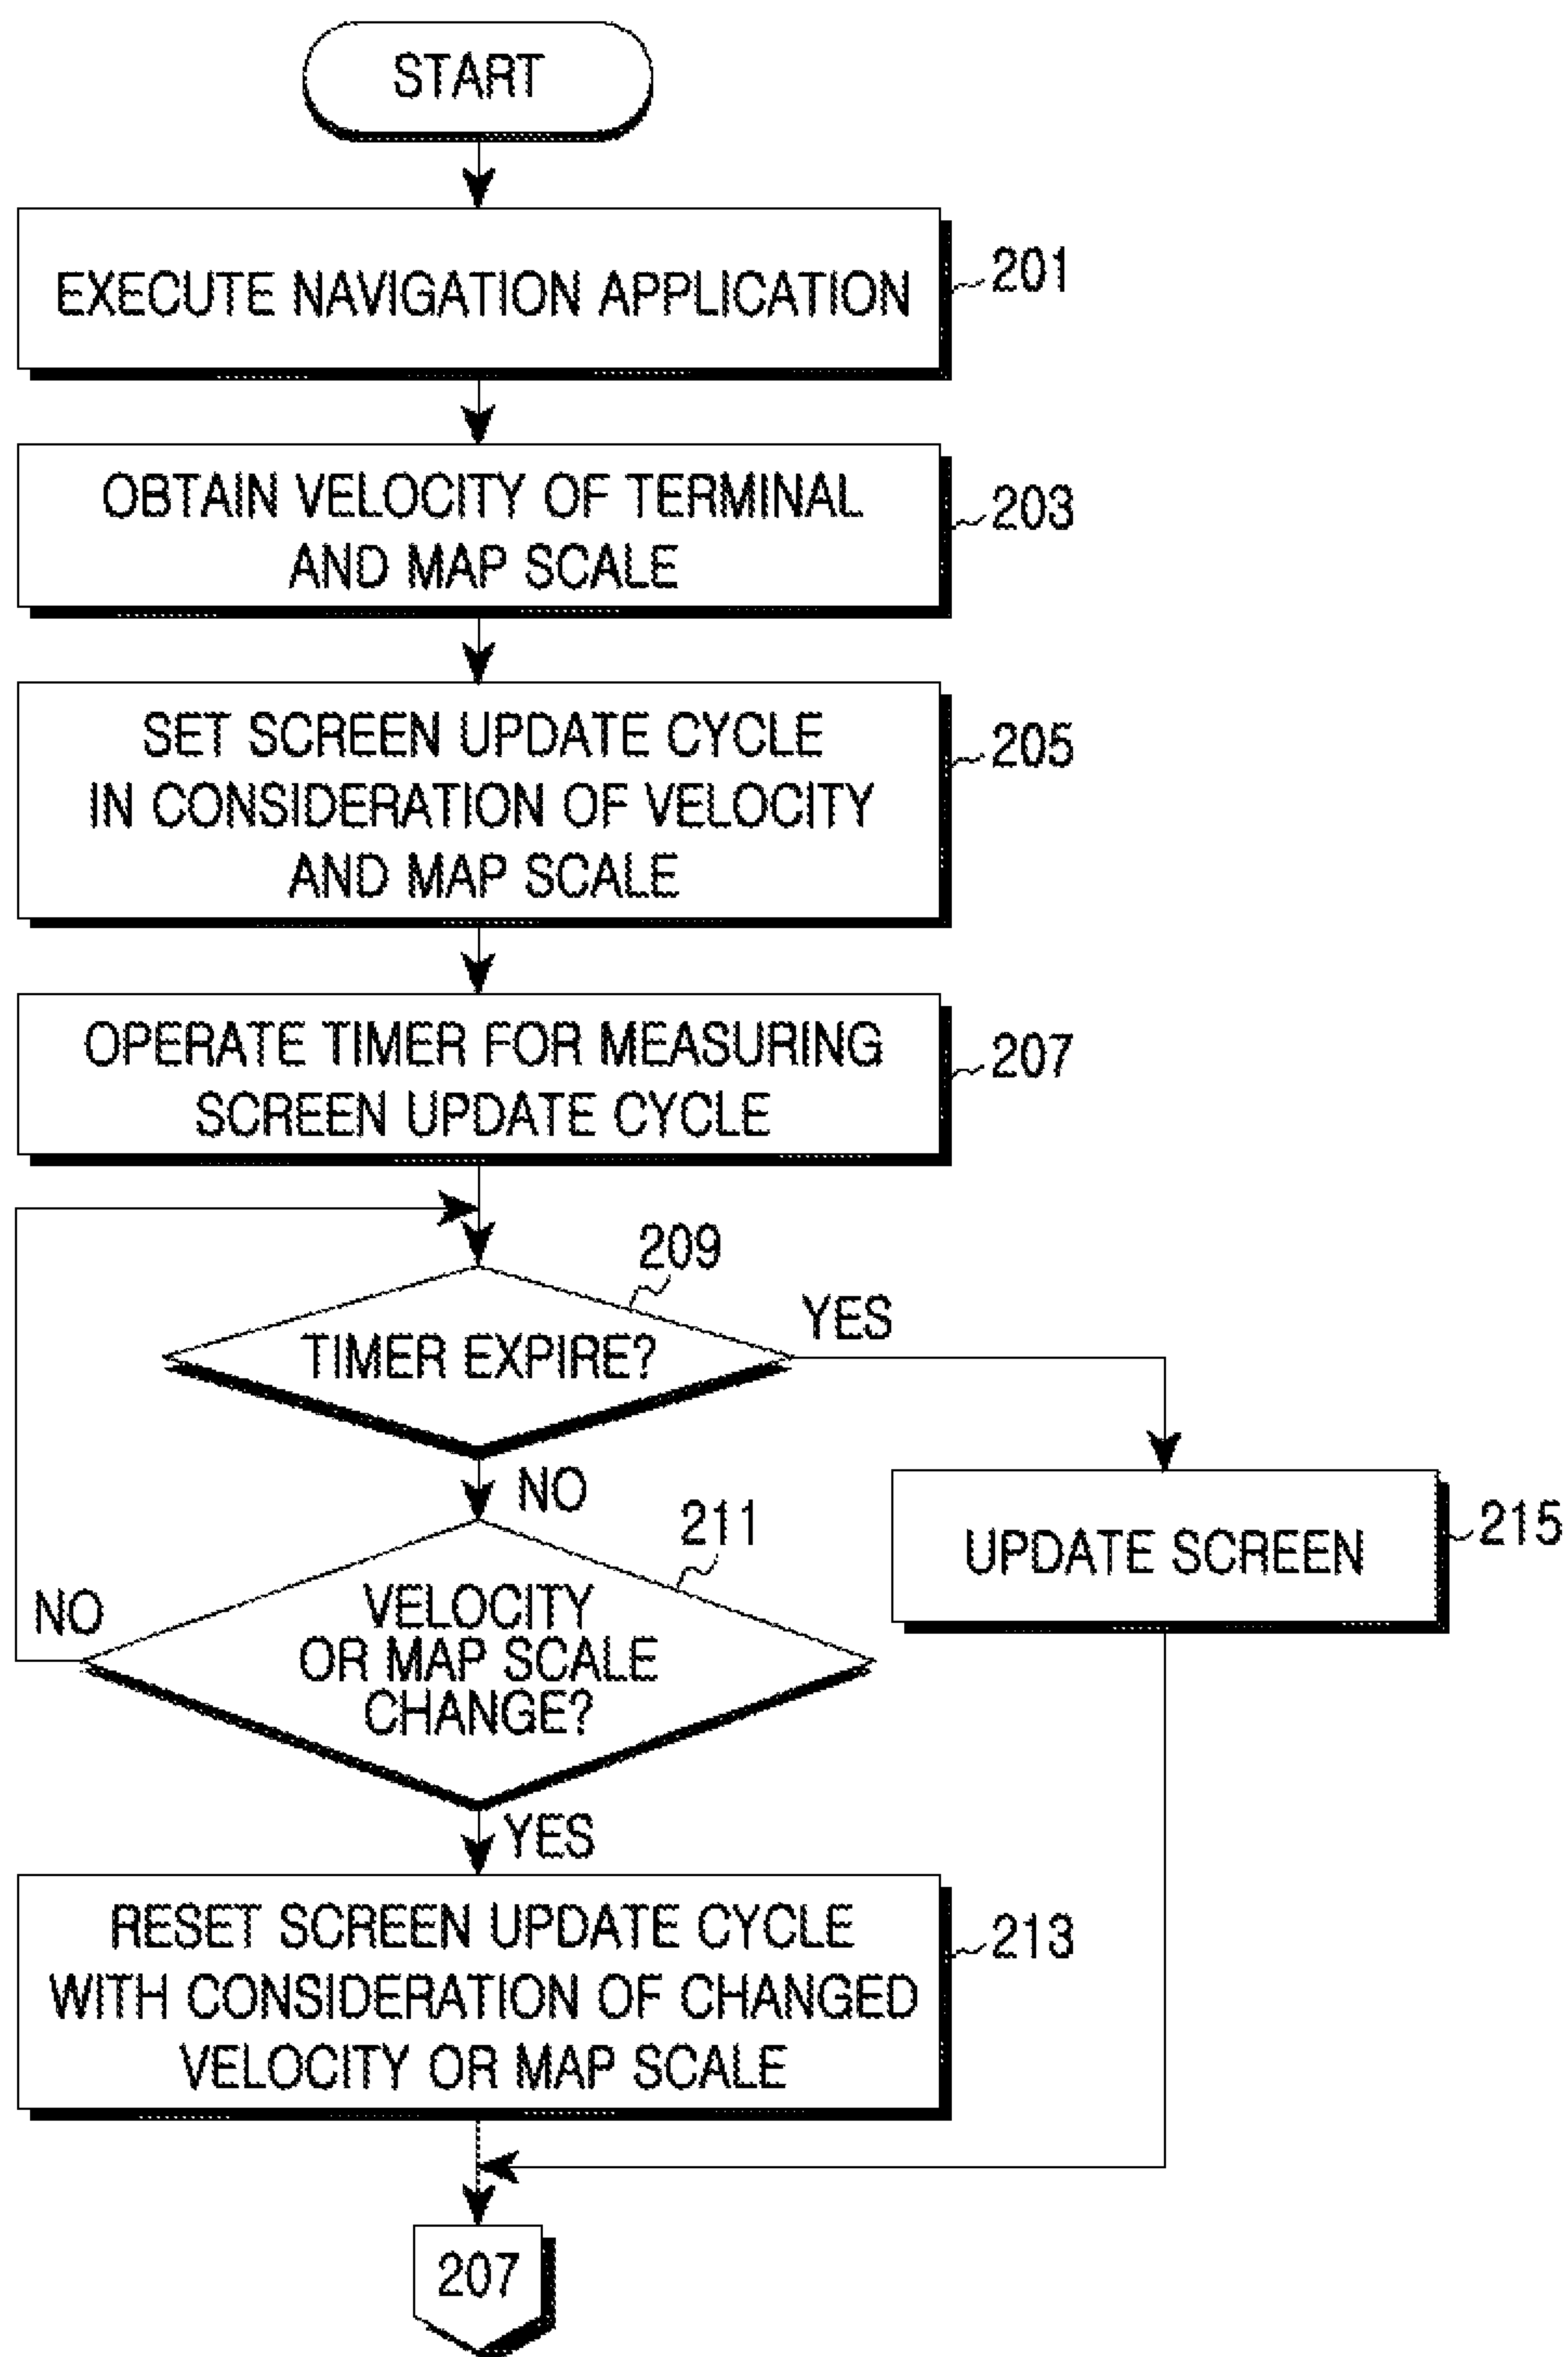 START
EXECUTE NAVIGATION APPLICATION
201
OBTAIN VELOCITY OF TERMINAL
AND MAP SCALE
203
SET SCREEN UPDATE CYCLE
IN CONSIDERATION OF VELOCITY
AND MAP SCALE
205
OPERATE TIMER FOR MEASURING
SCREEN UPDATE CYCLE
207
209
TIMER EXPIRE?
YES
NO
211
VELOCITY
OR MAP SCALE
CHANGE?
NO
UPDATE SCREEN
215
YES
RESET SCREEN UPDATE CYCLE
WITH CONSIDERATION OF CHANGED
VELOCITY OR MAP SCALE
213
207